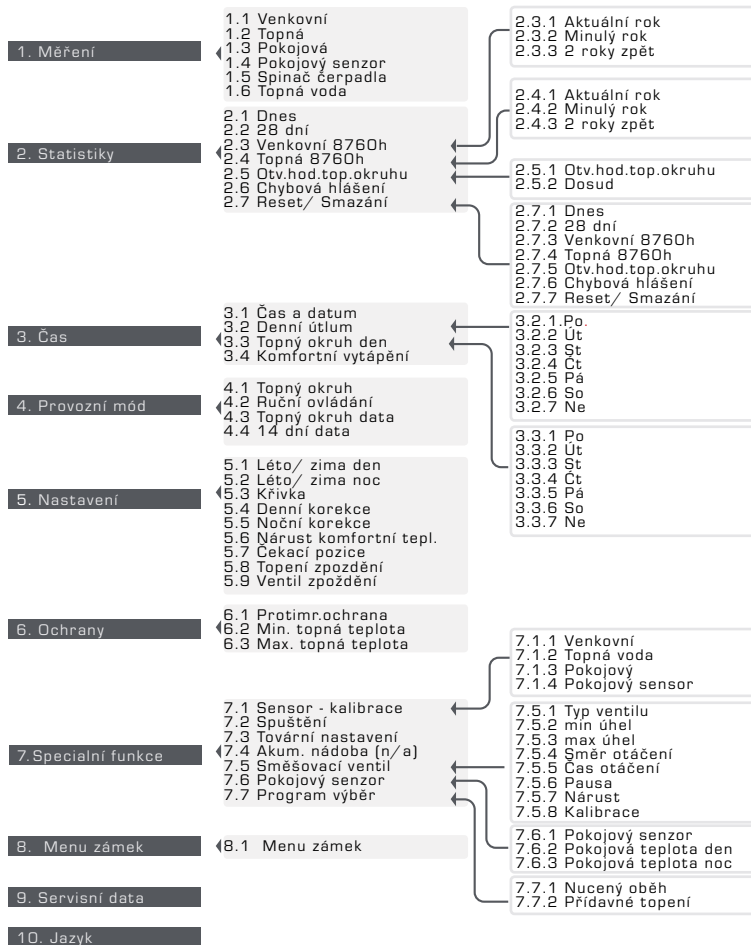 1. Měření
1.1 Venkovní
1.2 Topná
1.3 Pokojová
1.4 Pokojový senzor
1.5 Spinač čerpadla
1.6 Topná voda
2. Statistiky
2.1 Dnes
2.2 28 dní
2.3 Venkovní 8760h
2.4 Topná 8760h
2.5 Otv.hod.top.okruhu
2.6 Chybová hlášení
2.7 Reset/ Smazání
2.3.1 Aktuální rok
2.3.2 Minulý rok
2.3.3 2 roky zpět
2.4.1 Aktuální rok
2.4.2 Minulý rok
2.4.3 2 roky zpět
2.5.1 Otv.hod.top.okruhu
2.5.2 Dosud
2.7.1 Dnes
2.7.2 28 dní
2.7.3 Venkovní 8760h
2.7.4 Topná 8760h
2.7.5 Otv.hod.top.okruhu
2.7.6 Chybová hlášení
2.7.7 Reset/ Smazání
3. Čas
3.1 Čas a datum
3.2 Denní útlum
3.3 Topný okruh den
3.4 Komfortní vytápění
3.2.1.Po.
3.2.2 Út
3.2.3 St
3.2.4 Čt
3.2.5 Pá
3.2.6 So
3.2.7 Ne
3.3.1 Po
3.3.2 Út
3.3.3 St
3.3.4 Čt
3.3.5 Pá
3.3.6 So
3.3.7 Ne
4. Provozní mód
4.1 Topný okruh
4.2 Ruční ovládání
4.3 Topný okruh data
4.4 14 dní data
5. Nastavení
5.1 Léto/ zima den
5.2 Léto/ zima noc
5.3 Křivka
5.4 Denní korekce
5.5 Noční korekce
5.6 Nárust komfortní tepl.
5.7 Čekací pozice
5.8 Topení zpozdění
5.9 Ventil zpoždění
6. Ochrany
6.1 Protimr.ochrana
6.2 Min. topná teplota
6.3 Max. topná teplota
7.Specialní funkce
7.1 Sensor - kalibrace
7.2 Spuštění
7.3 Tovární nastavení
7.4 Akum. nádoba (n/a)
7.5 Směšovací ventil
7.6 Pokojový senzor
7.7 Program výběr
7.1.1 Venkovní
7.1.2 Topná voda
7.1.3 Pokojový
7.1.4 Pokojový sensor
7.5.1 Typ ventilu
7.5.2 min úhel
7.5.3 max úhel
7.5.4 Směr otáčení
7.5.5 Čas otáčení
7.5.6 Pausa
7.5.7 Nárust
7.5.8 Kalibrace
7.6.1 Pokojový senzor
7.6.2 Pokojová teplota den
7.6.3 Pokojová teplota noc
7.7.1 Nucený oběh
7.7.2 Přídavné topení
8. Menu zámek
8.1 Menu zámek
9. Servisní data
10. Jazyk